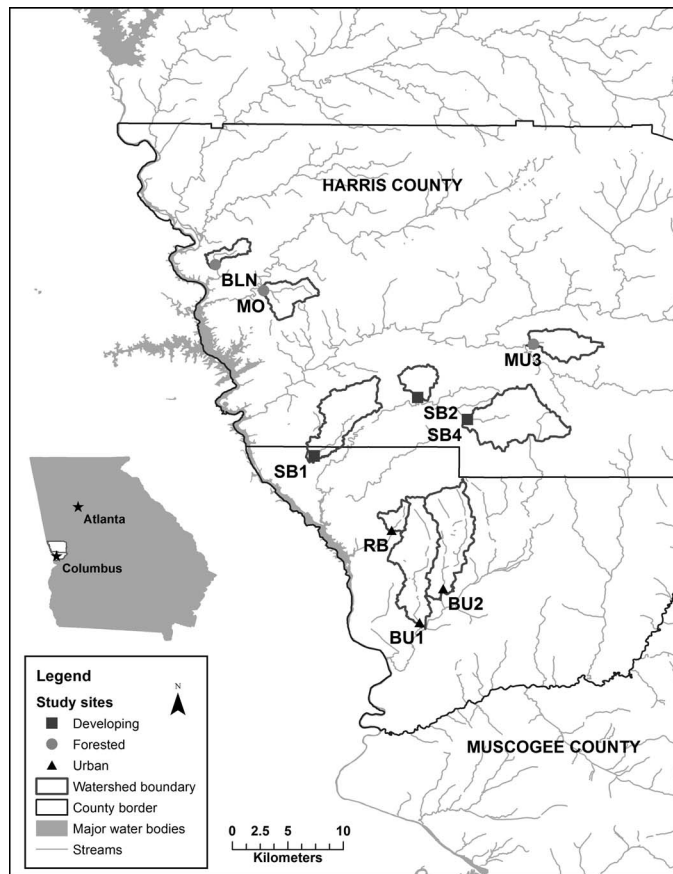 HARRIS COUNTY
BLN
MO
MU3
SB2
SB4
SB1
Atlanta
Columbus
RB
BU2
BU1
MUSCOGEE COUNTY
Legend
Study sites
N
Developing
Forested
Urban
Watershed boundary
County border
Major water bodies
Streams
0 2.5 5 10
Kilometers